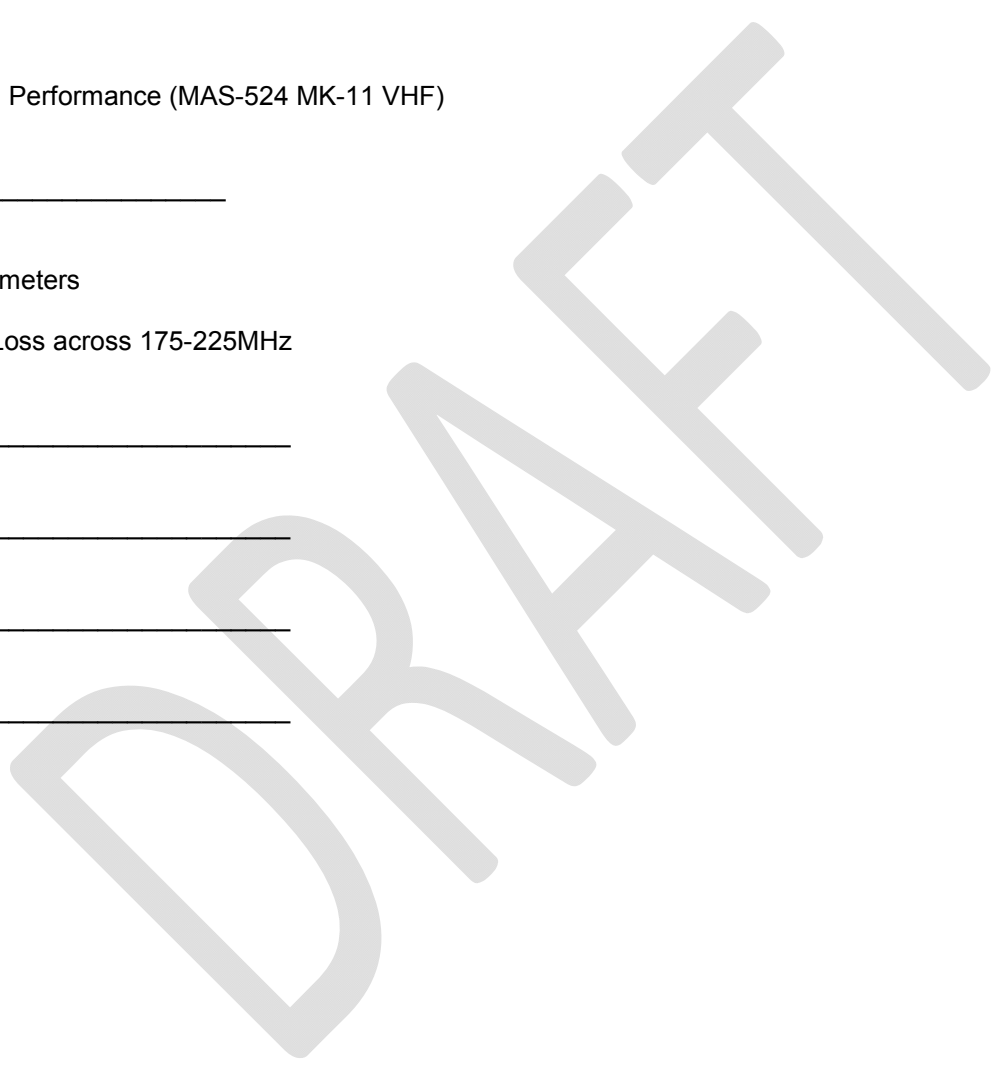 Performance (MAS-524 MK-11 VHF)
meters
Loss across 175-225MHz
DRAFT